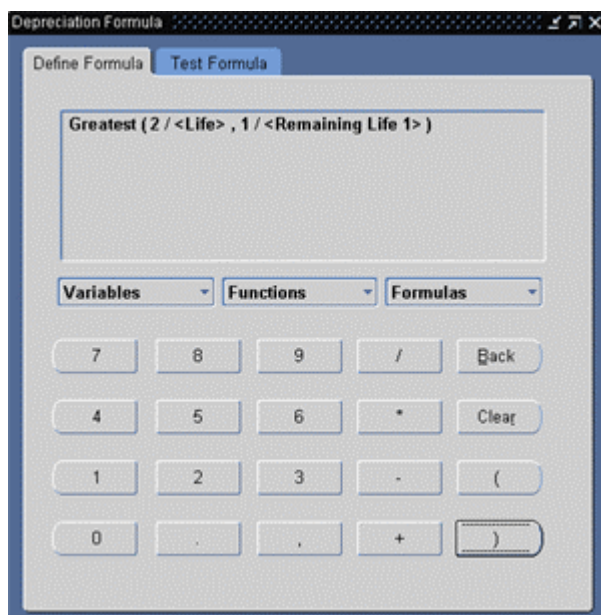 Depreciation Formula
Define Formula Test Formula
Greatest ( 2 / <Life> , 1 / <Remaining Life 1> )
Variables Functions Formulas
7 8 9 / Back
4 5 6 * Clear
1 2 3 - (
0 . , + )